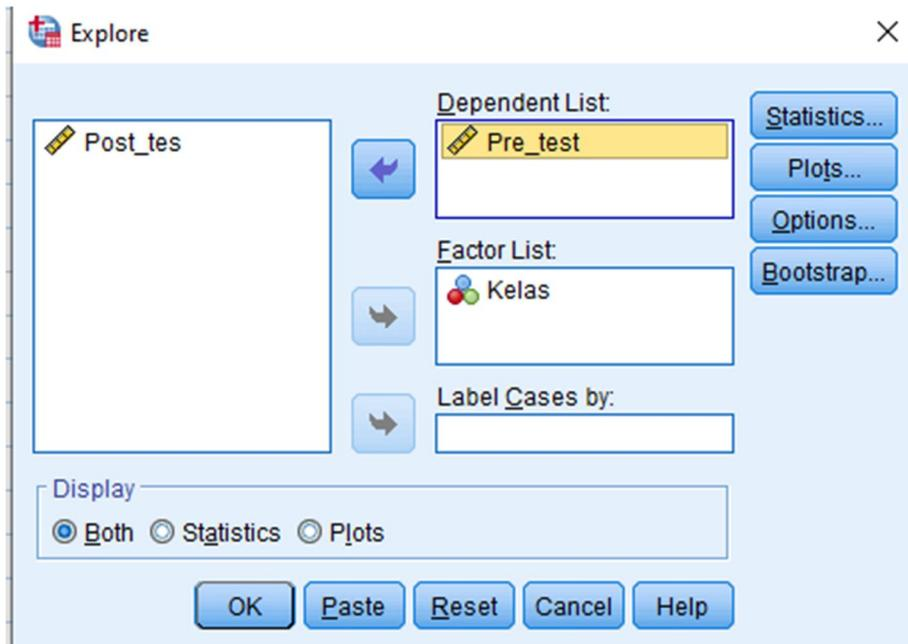 Explore
Post_tes
Dependent List:
Pre_test
Factor List:
Kelas
Label Cases by:
Statistics...
Plots...
Options...
Bootstrap...
Display
Both Statistics Plots
OK Paste Reset Cancel Help